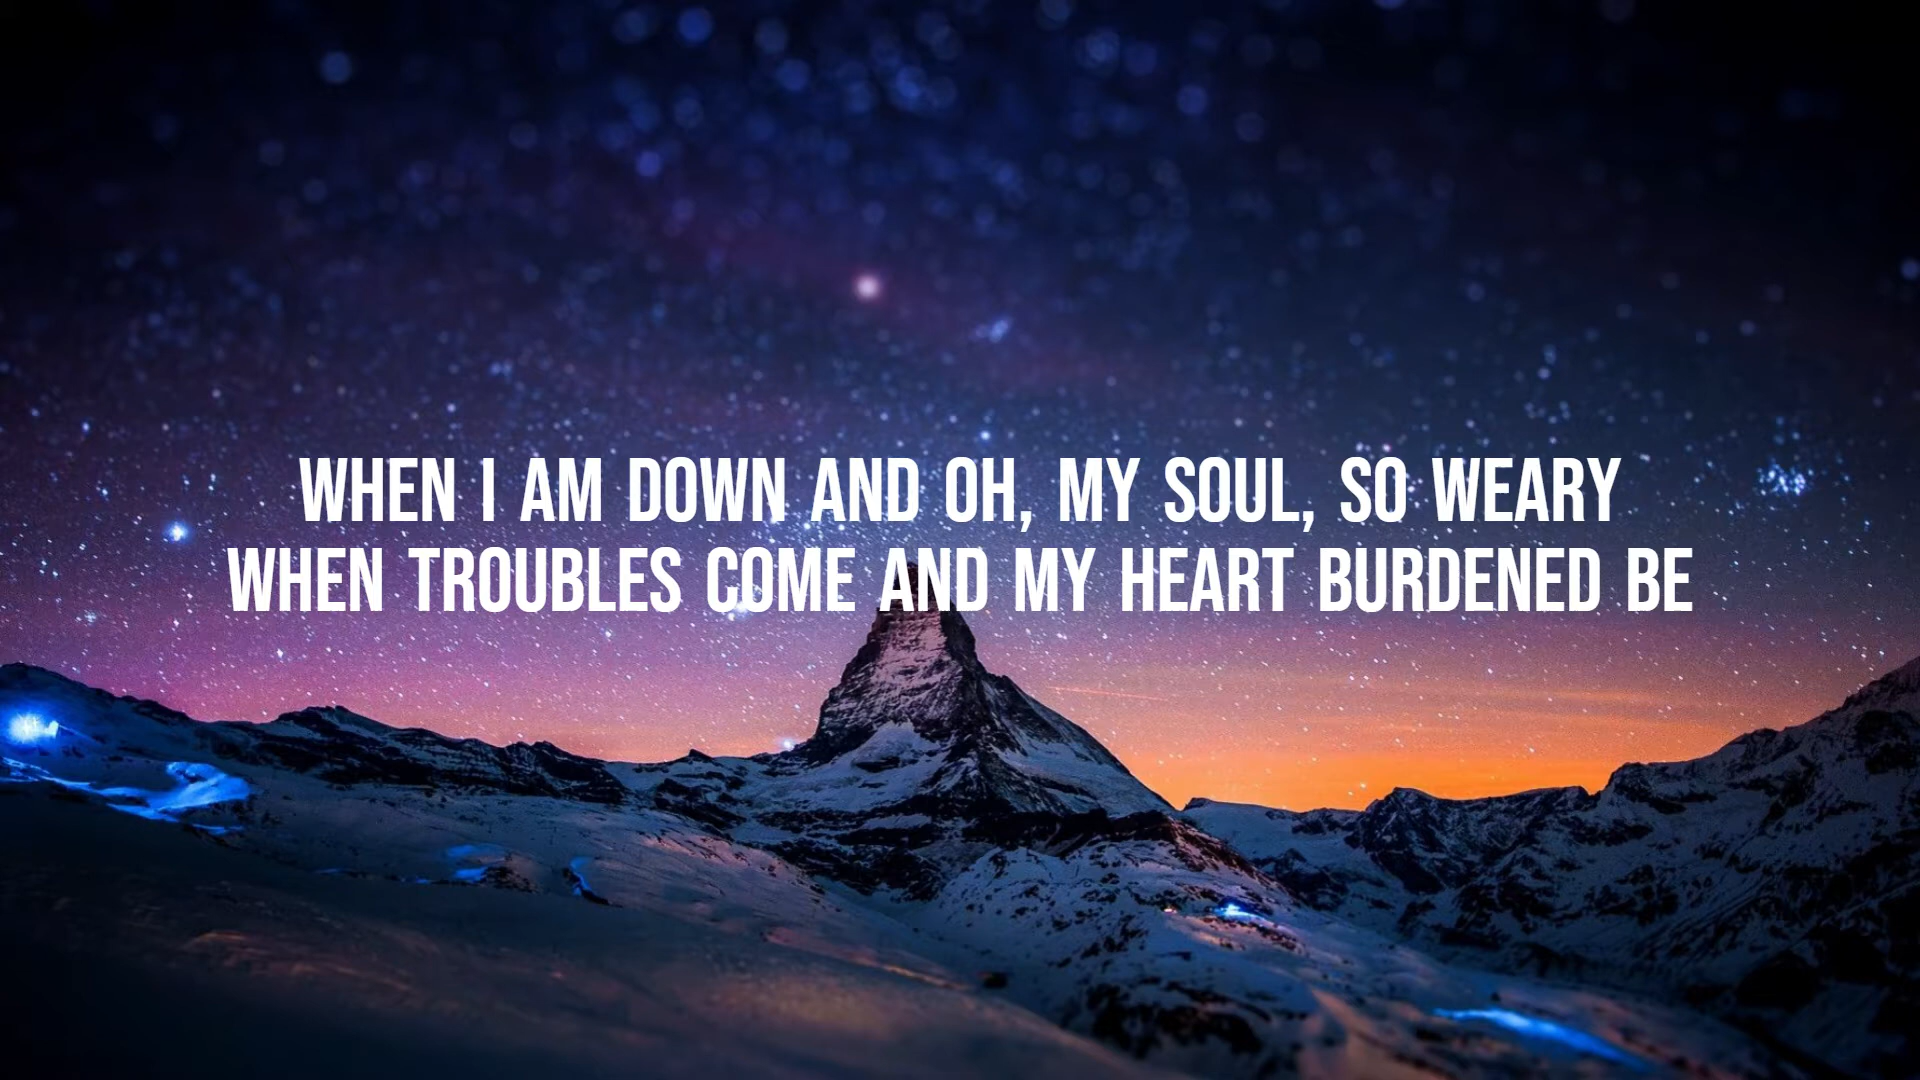 WHEN I AM DOWN AND OH, MY SOUL, SO WEARY
WHEN TROUBLES COME AND MY HEART BURDENED BE